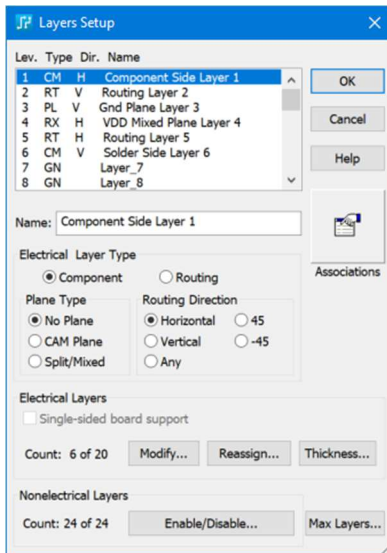 Layers Setup
Lev. Type Dir. Name
1 CM H Component Side Layer 1
2 RT V Routing Layer 2
3 PL V Gnd Plane Layer 3
4 RX H VDD Mixed Plane Layer 4
5 RT H Routing Layer 5
6 CM V Solder Side Layer 6
7 GN Layer_7
8 GN Layer_8
OK
Cancel
Help
Name: Component Side Layer 1
Associations
Electrical Layer Type
Component Routing
Plane Type Routing Direction
No Plane Horizontal 45
CAM Plane Vertical -45
Split/Mixed Any
Electrical Layers
Single-sided board support
Count: 6 of 20 Modify... Reassign... Thickness...
Nonelectrical Layers
Count: 24 of 24 Enable/Disable... Max Layers...